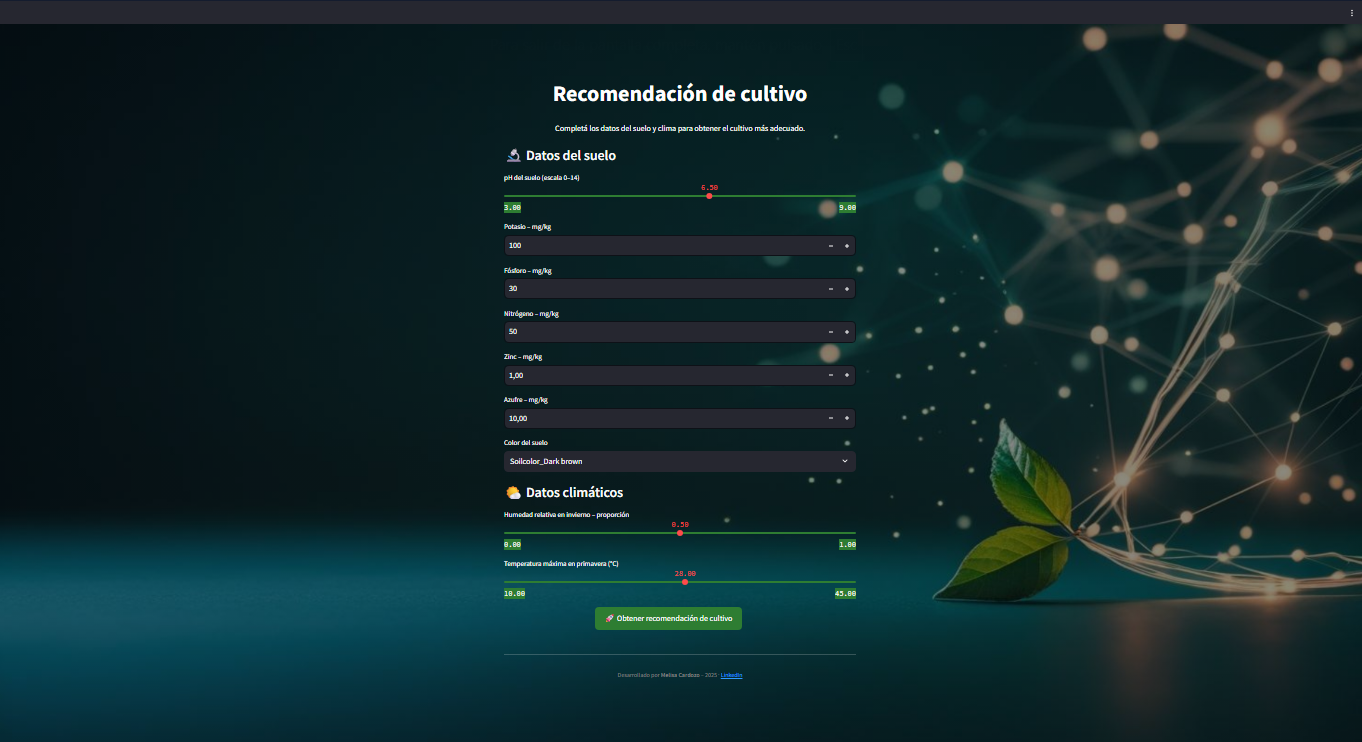 Recomendación de cultivo
Completá los datos del suelo y clima para obtener el cultivo más adecuado.
Datos del suelo
pH del suelo (escala 0–14)
6.50
3.00 9.00
Potasio – mg/kg
100
Fósforo – mg/kg
30
Nitrógeno – mg/kg
50
Zinc – mg/kg
1,00
Azufre – mg/kg
10,00
Color del suelo
Soilcolor_Dark brown
Datos climáticos
Humedad relativa en invierno – proporción
0.50
0.00 1.00
Temperatura máxima en primavera (°C)
28.00
10.00 45.00
Obtener recomendación de cultivo
Desarrollado por Melisa Cardozo – 2025 · LinkedIn